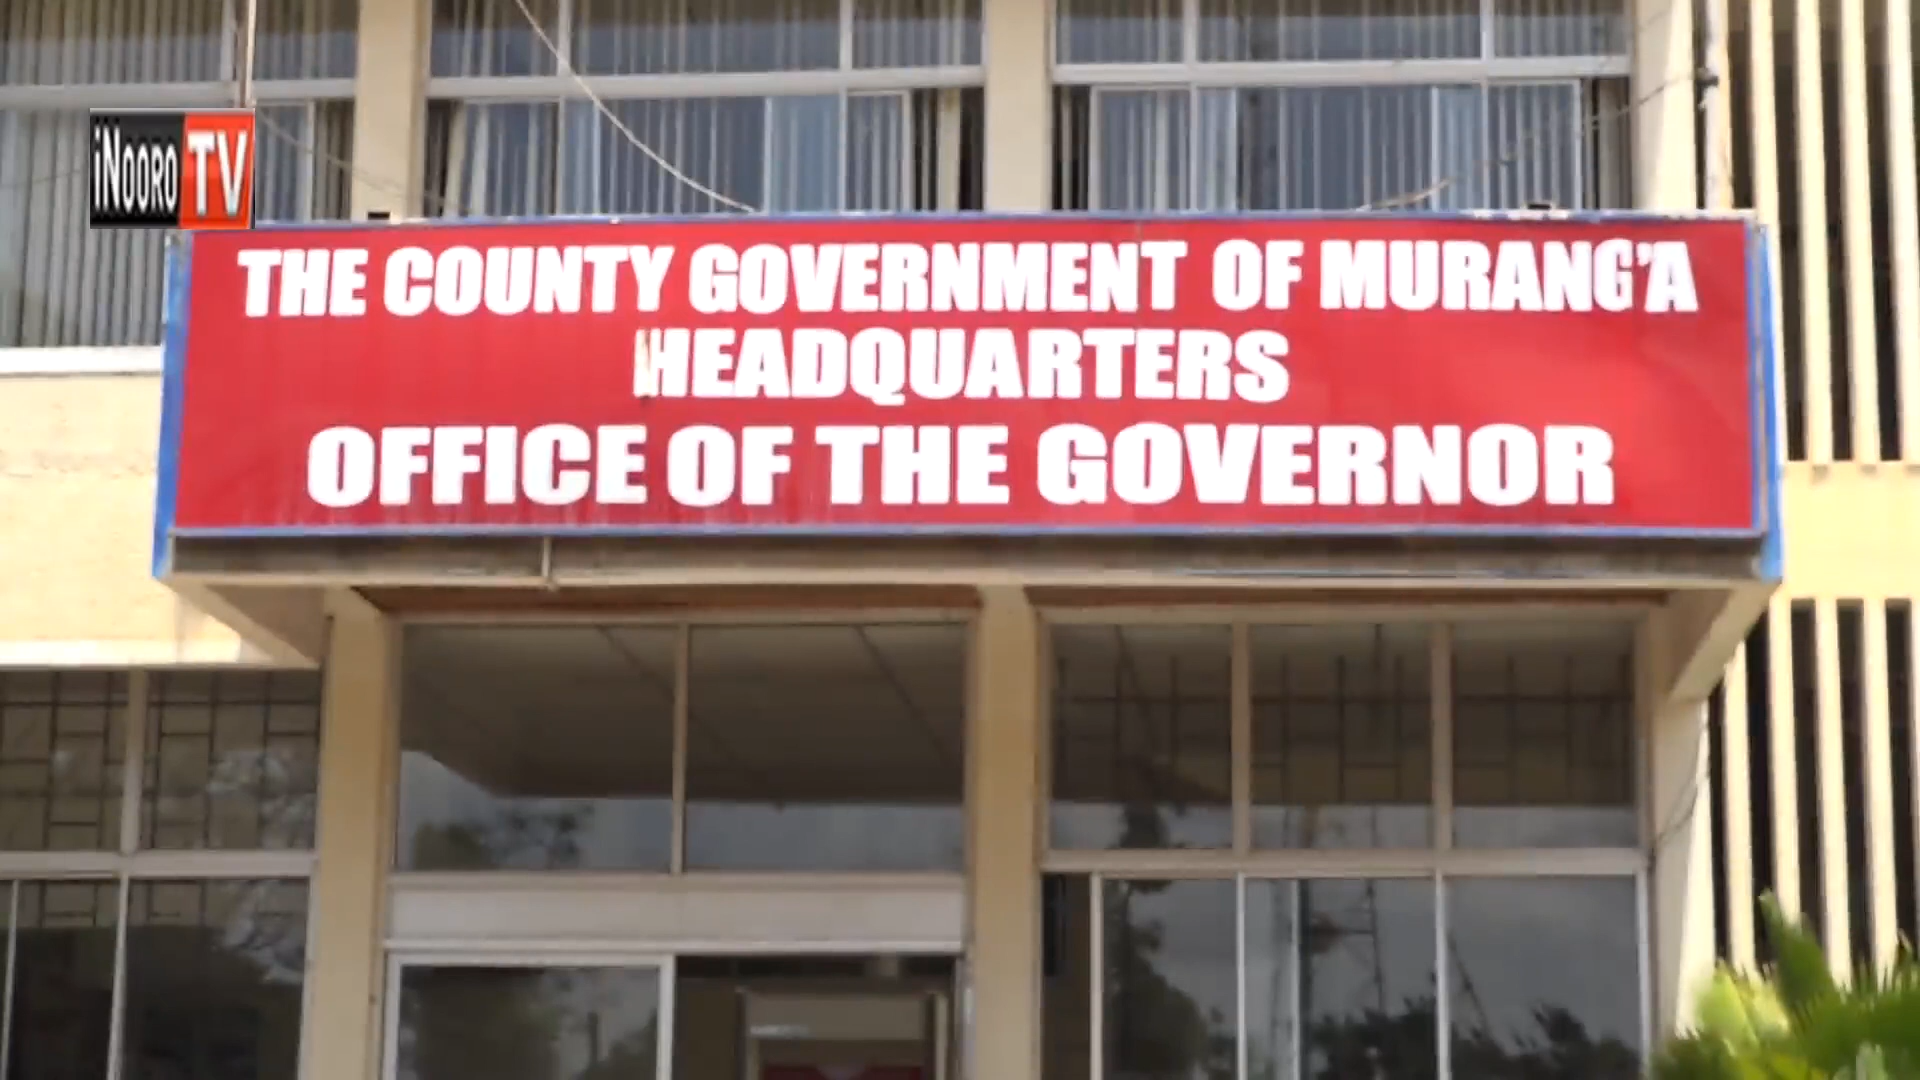 iNOORO TV
THE COUNTY GOVERNMENT OF MURANG'A
HEADQUARTERS
OFFICE OF THE GOVERNOR